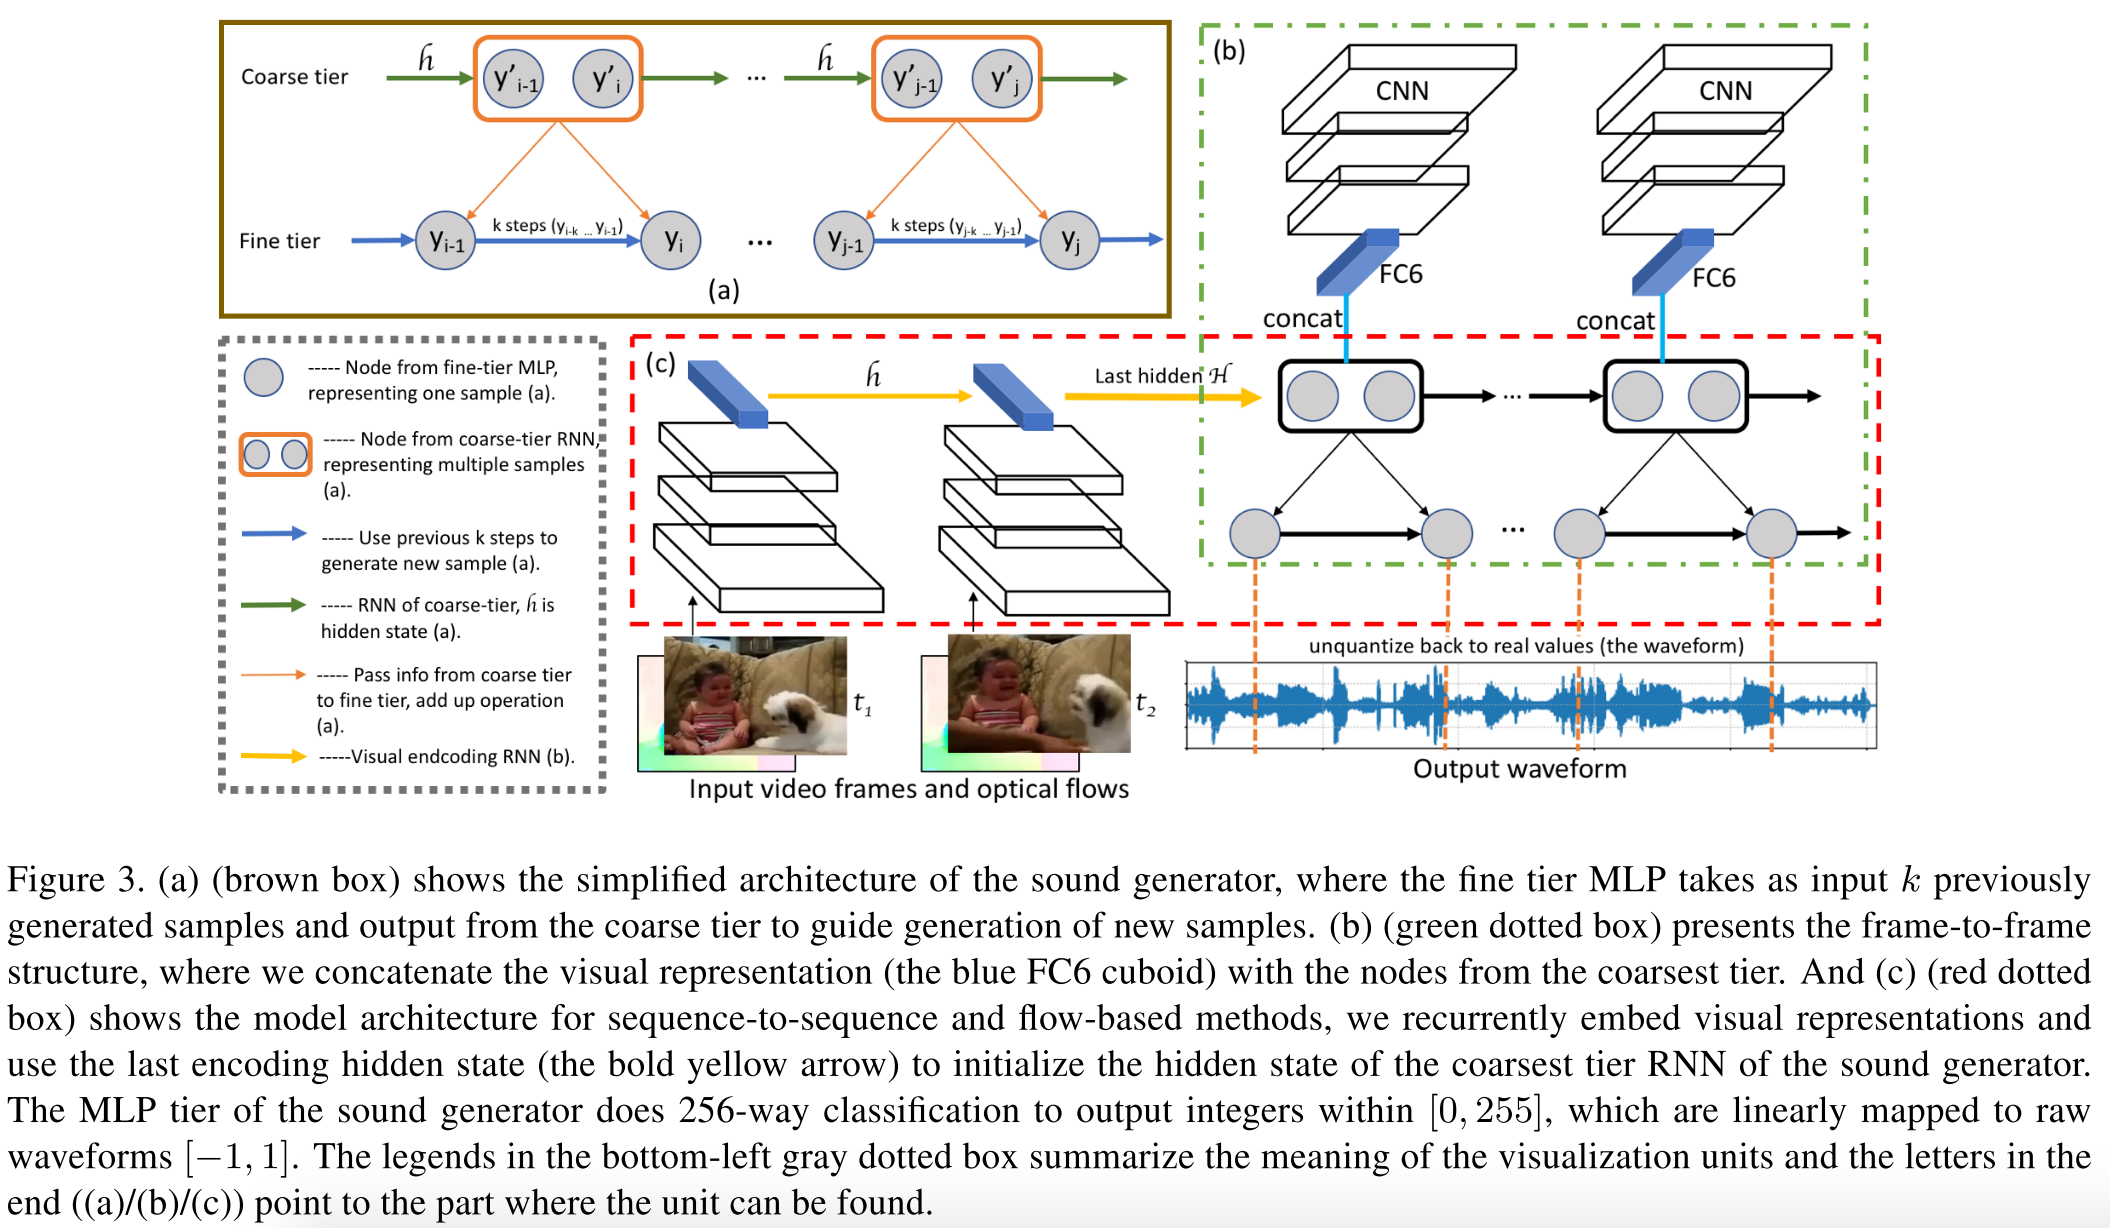 Coarse tier
h̃
y'i-1
y'i
...
h̃
y'j-1
y'j
Fine tier
yi-1
k steps (yi-k ... yi-1)
yi
...
yj-1
k steps (yj-k ... yj-1)
yj
(a)
(b)
CNN
CNN
FC6
FC6
concat
concat
----- Node from fine-tier MLP,
representing one sample (a).
----- Node from coarse-tier RNN,
representing multiple samples
(a).
----- Use previous k steps to
generate new sample (a).
----- RNN of coarse-tier, h̃ is
hidden state (a).
----- Pass info from coarse tier
to fine tier, add up operation
(a).
-----Visual endcoding RNN (b).
(c)
h̃
Last hidden ℋ
...
...
t1
t2
Input video frames and optical flows
unquantize back to real values (the waveform)
Output waveform
Figure 3. (a) (brown box) shows the simplified architecture of the sound generator, where the fine tier MLP takes as input k previously
generated samples and output from the coarse tier to guide generation of new samples. (b) (green dotted box) presents the frame-to-frame
structure, where we concatenate the visual representation (the blue FC6 cuboid) with the nodes from the coarsest tier. And (c) (red dotted
box) shows the model architecture for sequence-to-sequence and flow-based methods, we recurrently embed visual representations and
use the last encoding hidden state (the bold yellow arrow) to initialize the hidden state of the coarsest tier RNN of the sound generator.
The MLP tier of the sound generator does 256-way classification to output integers within [0, 255], which are linearly mapped to raw
waveforms [−1, 1]. The legends in the bottom-left gray dotted box summarize the meaning of the visualization units and the letters in the
end ((a)/(b)/(c)) point to the part where the unit can be found.